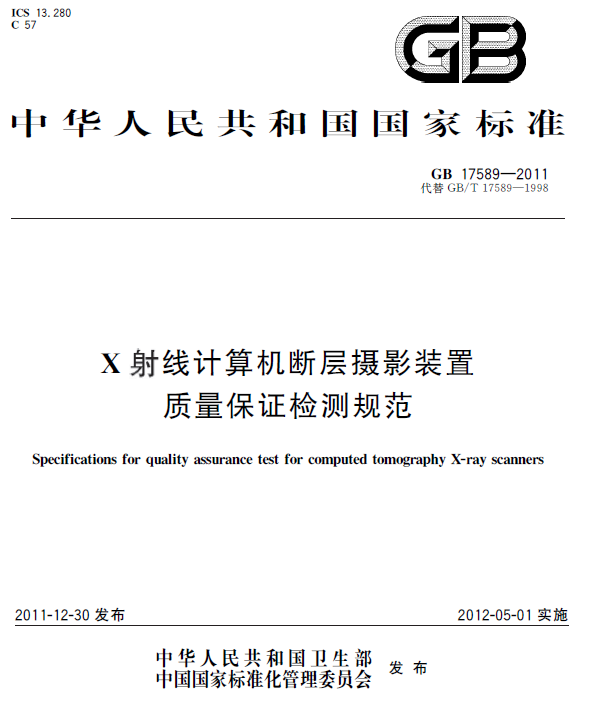 ICS 13.280
C 57
GB
中华人民共和国国家标准
GB 17589—2011
代替 GB/T 17589—1998
X 射线计算机断层摄影装置
质量保证检测规范
Specifications for quality assurance test for computed tomography X-ray scanners
2011-12-30 发布
2012-05-01 实施
中华人民共和国卫生部
中国国家标准化管理委员会
发布